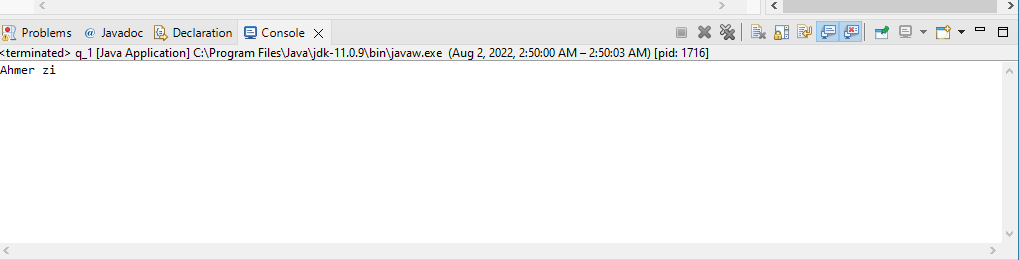 Problems @ Javadoc Declaration Console
<terminated> q_1 [Java Application] C:\Program Files\Java\jdk-11.0.9\bin\javaw.exe (Aug 2, 2022, 2:50:00 AM – 2:50:03 AM) [pid: 1716]
Ahmer zi